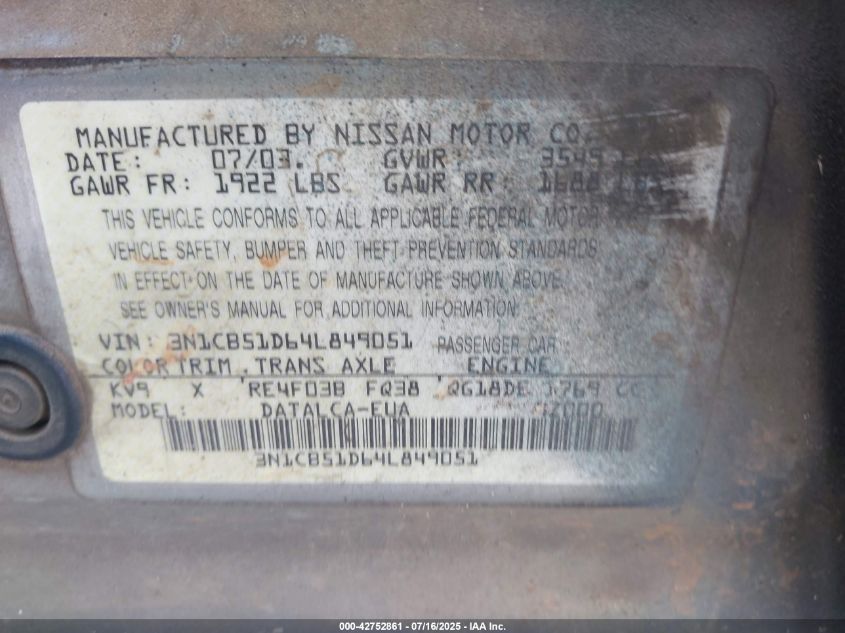 MANUFACTURED BY NISSAN MOTOR CO.
DATE: 07/03. GVWR: 3549
GAWR FR: 1922 LBS GAWR RR: 1688
THIS VEHICLE CONFORMS TO ALL APPLICABLE FEDERAL MOTOR
VEHICLE SAFETY, BUMPER AND THEFT PREVENTION STANDARDS
IN EFFECT ON THE DATE OF MANUFACTURE SHOWN ABOVE.
SEE OWNER'S MANUAL FOR ADDITIONAL INFORMATION.
VIN: 3N1CB51D64L849051 PASSENGER CAR
COLOR TRIM. TRANS AXLE ENGINE
KV9 X RE4F03B FQ38 QG18DE 1769 CC
MODEL: DATALCA-EUA
3N1CB51D64L849051
000-42752861 - 07/16/2025 - IAA Inc.